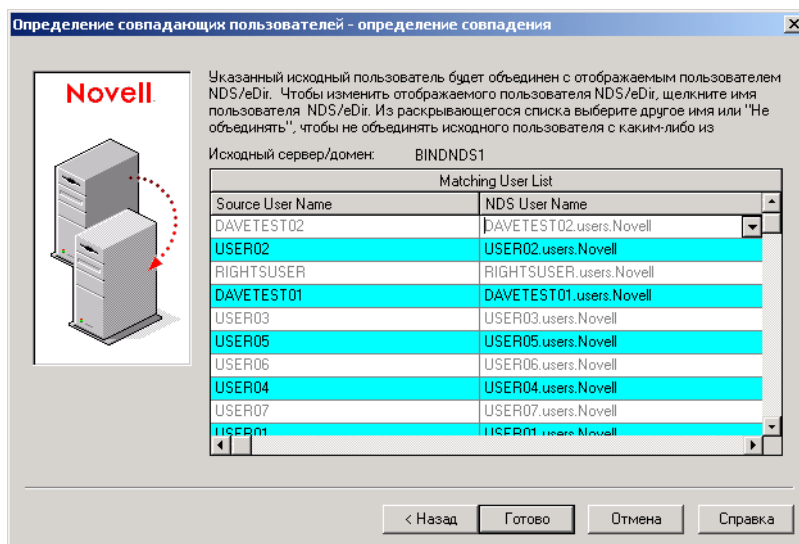 Определение совпадающих пользователей - определение совпадения
Novell
Указанный исходный пользователь будет объединен с отображаемым пользователем
NDS/eDir. Чтобы изменить отображаемого пользователя NDS/eDir, щелкните имя
пользователя NDS/eDir. Из раскрывающегося списка выберите другое имя или "Не
объединять", чтобы не объединять исходного пользователя с каким-либо из
Исходный сервер/домен: BINDNDS1
Matching User List
Source User Name NDS User Name
DAVETEST02 DAVETEST02.users.Novell
USER02 USER02.users.Novell
RIGHTSUSER RIGHTSUSER.users.Novell
DAVETEST01 DAVETEST01.users.Novell
USER03 USER03.users.Novell
USER05 USER05.users.Novell
USER06 USER06.users.Novell
USER04 USER04.users.Novell
USER07 USER07.users.Novell
USER01 USER01.users.Novell
< Назад Готово Отмена Справка